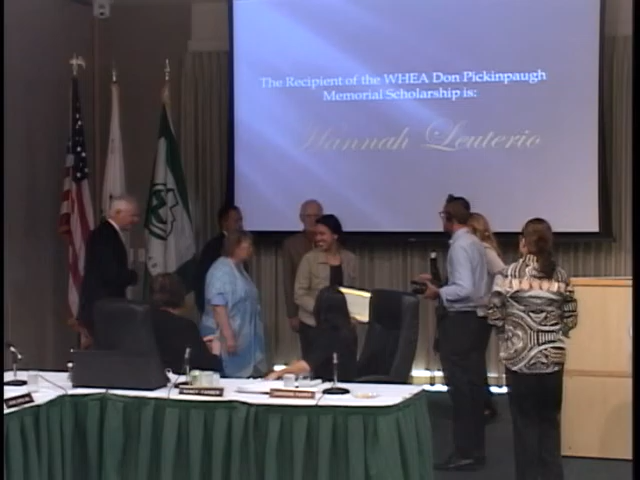 The Recipient of the WHEA Don Pickinpaugh
Memorial Scholarship is:
Hannah Leuterio